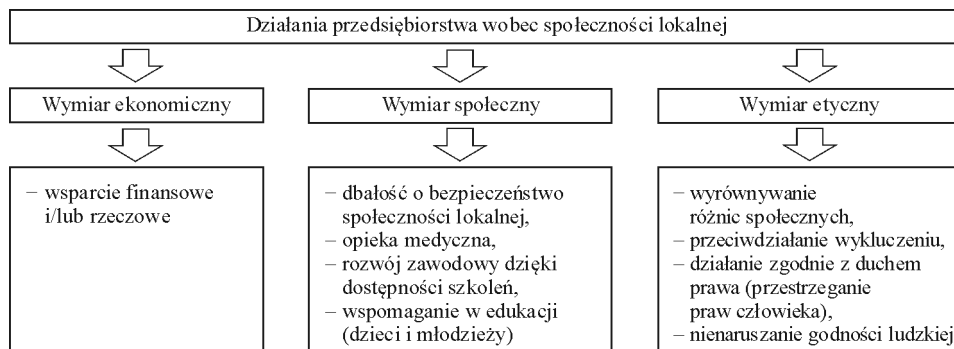 Działania przedsiębiorstwa wobec społeczności lokalnej
Wymiar ekonomiczny
Wymiar społeczny
Wymiar etyczny
– wsparcie finansowe
i/lub rzeczowe
– dbałość o bezpieczeństwo
społeczności lokalnej,
– opieka medyczna,
– rozwój zawodowy dzięki
dostępności szkoleń,
– wspomaganie w edukacji
(dzieci i młodzieży)
– wyrównywanie
różnic społecznych,
– przeciwdziałanie wykluczeniu,
– działanie zgodnie z duchem
prawa (przestrzeganie
praw człowieka),
– nienaruszanie godności ludzkiej